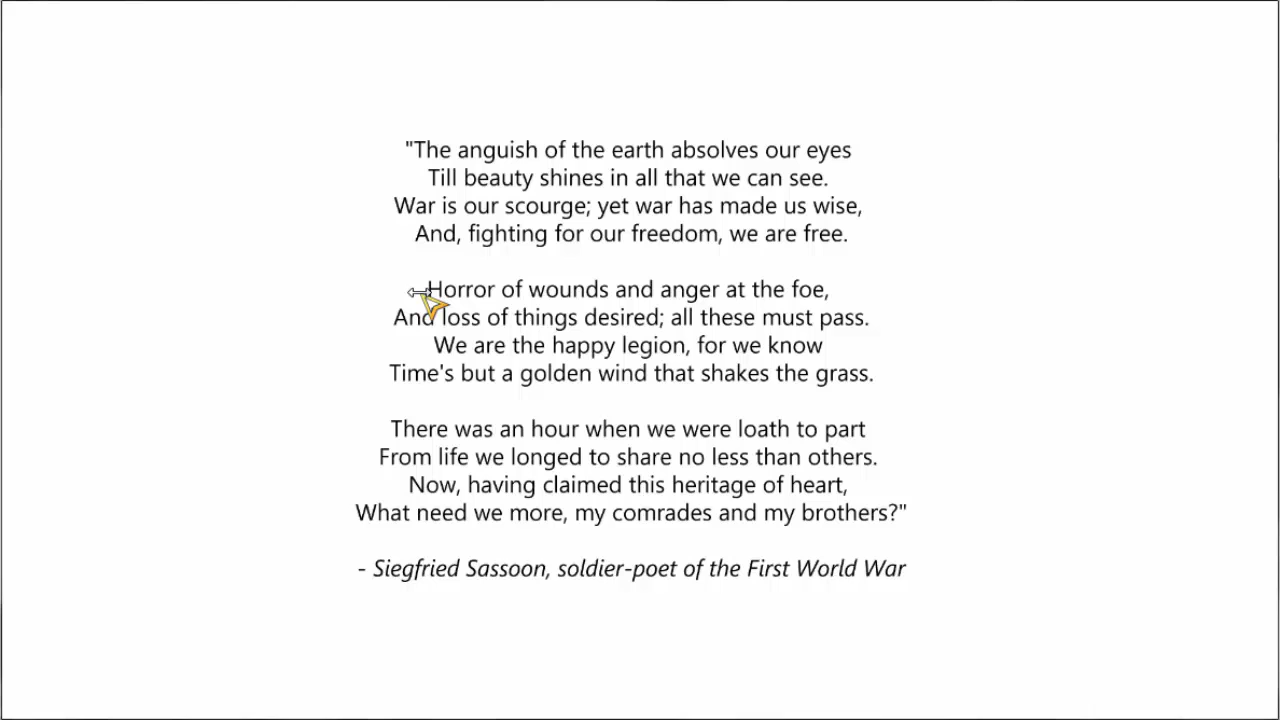 "The anguish of the earth absolves our eyes
Till beauty shines in all that we can see.
War is our scourge; yet war has made us wise,
And, fighting for our freedom, we are free.
Horror of wounds and anger at the foe,
And loss of things desired; all these must pass.
We are the happy legion, for we know
Time's but a golden wind that shakes the grass.
There was an hour when we were loath to part
From life we longed to share no less than others.
Now, having claimed this heritage of heart,
What need we more, my comrades and my brothers?"
- Siegfried Sassoon, soldier-poet of the First World War